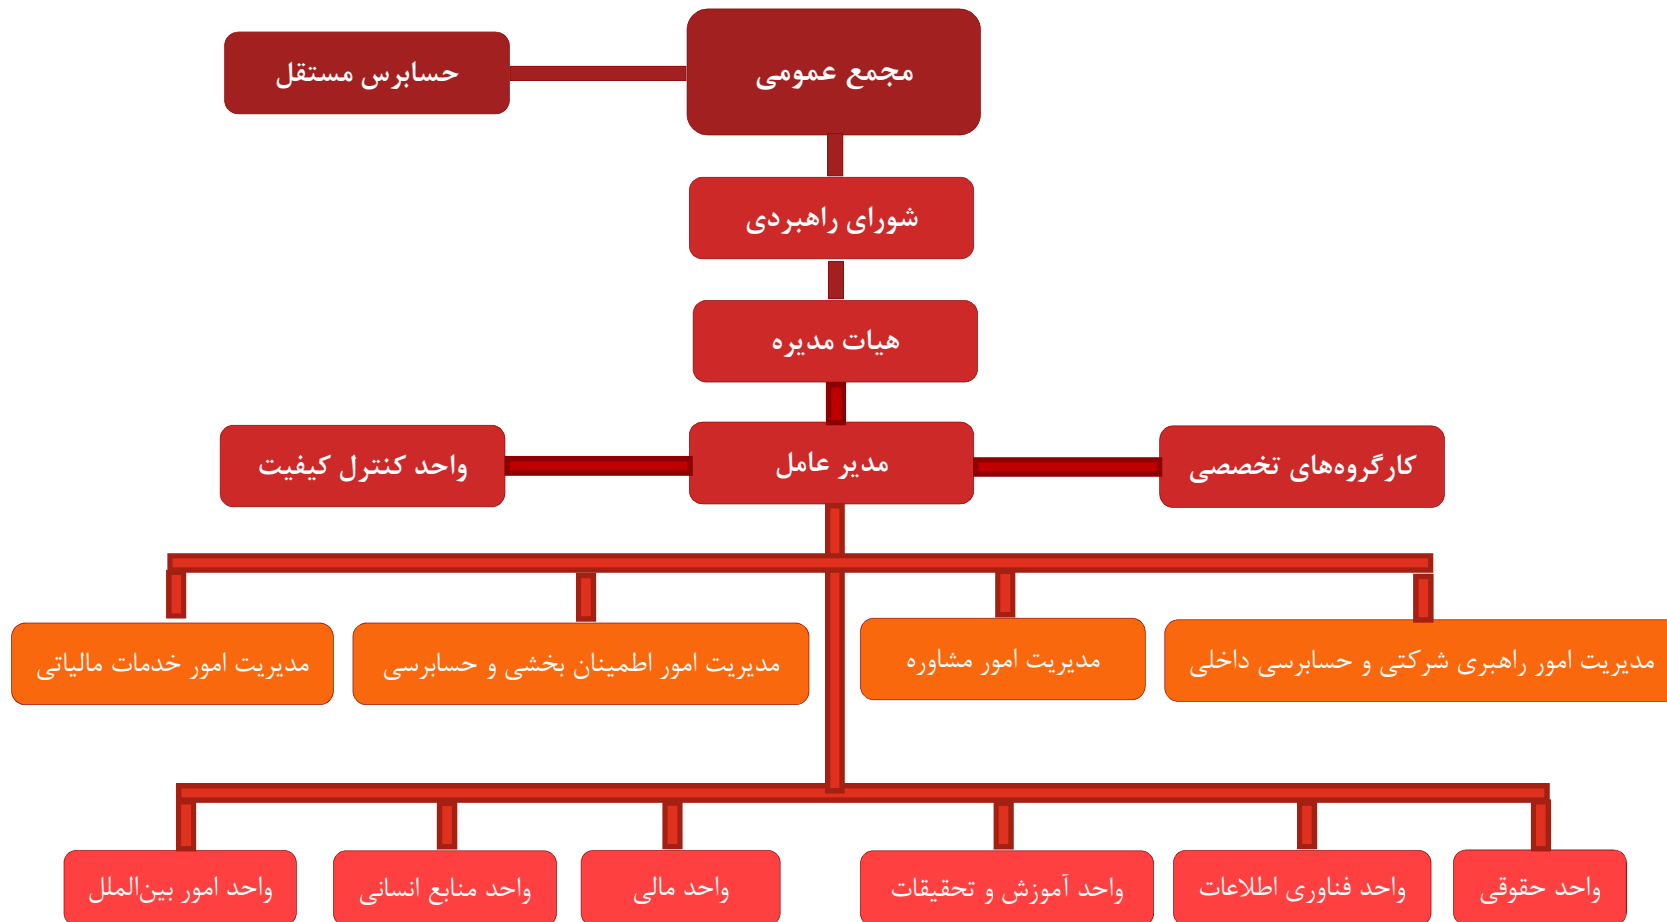 مجمع عمومی
حسابرس مستقل
شورای راهبردی
هیات مدیره
کارگروه‌های تخصصی
مدیر عامل
واحد کنترل کیفیت
مدیریت امور راهبری شرکتی و حسابرسی داخلی
مدیریت امور مشاوره
مدیریت امور اطمینان بخشی و حسابرسی
مدیریت امور خدمات مالیاتی
واحد حقوقی
واحد فناوری اطلاعات
واحد آموزش و تحقیقات
واحد مالی
واحد منابع انسانی
واحد امور بین‌الملل